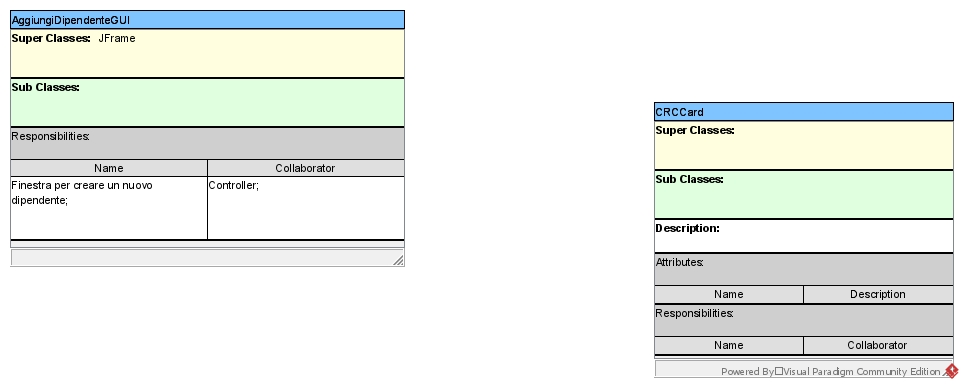 AggiungiDipendenteGUI
Super Classes: JFrame
Sub Classes:
Responsibilities:
Name Collaborator
Finestra per creare un nuovo Controller;
dipendente;
CRCCard
Super Classes:
Sub Classes:
Description:
Attributes:
Name Description
Responsibilities:
Name Collaborator
Powered By Visual Paradigm Community Edition